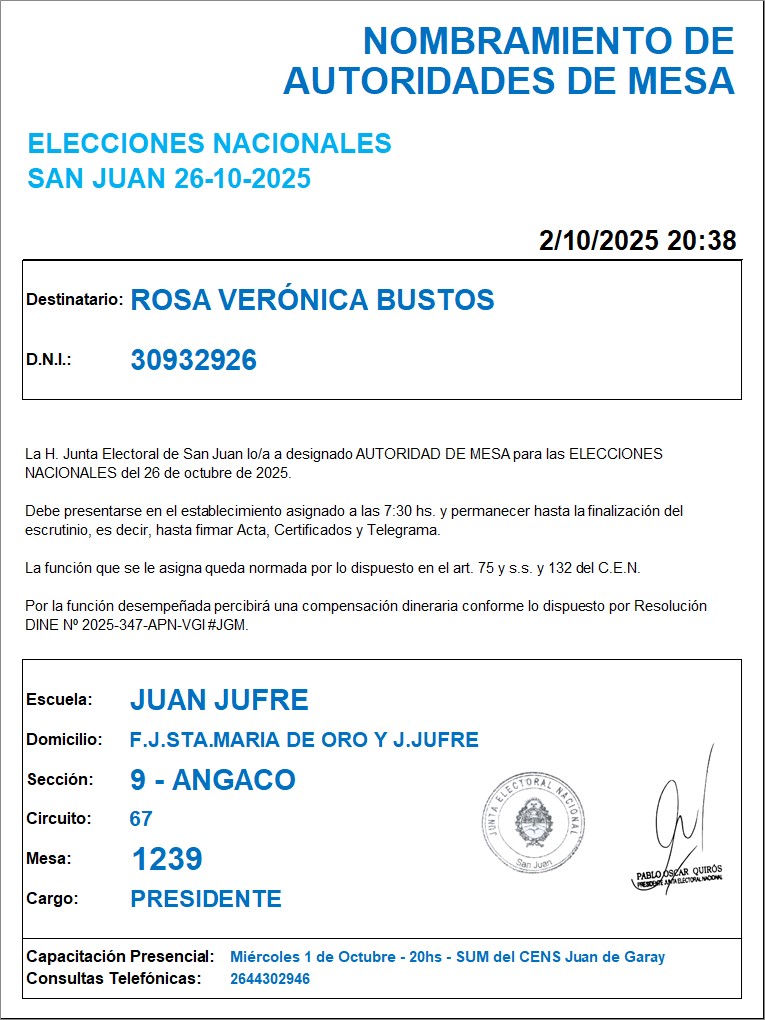 NOMBRAMIENTO DE
AUTORIDADES DE MESA
ELECCIONES NACIONALES
SAN JUAN 26-10-2025
2/10/2025 20:38
Destinatario: ROSA VERÓNICA BUSTOS
D.N.I.: 30932926
La H. Junta Electoral de San Juan lo/a a designado AUTORIDAD DE MESA para las ELECCIONES
NACIONALES del 26 de octubre de 2025.
Debe presentarse en el establecimiento asignado a las 7:30 hs. y permanecer hasta la finalización del
escrutinio, es decir, hasta firmar Acta, Certificados y Telegrama.
La función que se le asigna queda normada por lo dispuesto en el art. 75 y s.s. y 132 del C.E.N.
Por la función desempeñada percibirá una compensación dineraria conforme lo dispuesto por Resolución
DINE Nº 2025-347-APN-VGI#JGM.
Escuela: JUAN JUFRE
Domicilio: F.J.STA.MARIA DE ORO Y J.JUFRE
Sección: 9 - ANGACO
Circuito: 67
Mesa: 1239
Cargo: PRESIDENTE
JUNTA ELECTORAL NACIONAL
San Juan
PABLO OSCAR QUIRÓS
PRESIDENTE JUNTA ELECTORAL NACIONAL
Capacitación Presencial: Miércoles 1 de Octubre - 20hs - SUM del CENS Juan de Garay
Consultas Telefónicas: 2644302946